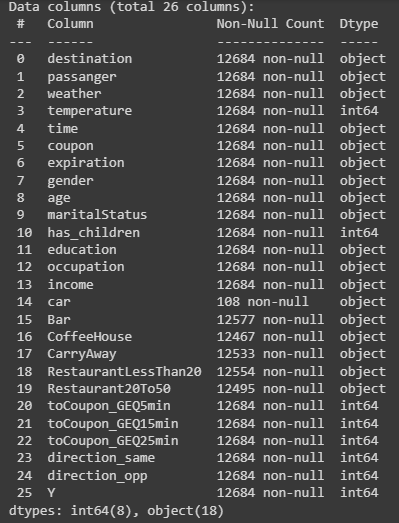 Data columns (total 26 columns):
 #   Column                Non-Null Count  Dtype
---  ------                --------------  -----
 0   destination           12684 non-null  object
 1   passanger             12684 non-null  object
 2   weather               12684 non-null  object
 3   temperature           12684 non-null  int64
 4   time                  12684 non-null  object
 5   coupon                12684 non-null  object
 6   expiration            12684 non-null  object
 7   gender                12684 non-null  object
 8   age                   12684 non-null  object
 9   maritalStatus         12684 non-null  object
 10  has_children          12684 non-null  int64
 11  education             12684 non-null  object
 12  occupation            12684 non-null  object
 13  income                12684 non-null  object
 14  car                   108 non-null    object
 15  Bar                   12577 non-null  object
 16  CoffeeHouse           12467 non-null  object
 17  CarryAway             12533 non-null  object
 18  RestaurantLessThan20  12554 non-null  object
 19  Restaurant20To50      12495 non-null  object
 20  toCoupon_GEQ5min      12684 non-null  int64
 21  toCoupon_GEQ15min     12684 non-null  int64
 22  toCoupon_GEQ25min     12684 non-null  int64
 23  direction_same        12684 non-null  int64
 24  direction_opp         12684 non-null  int64
 25  Y                     12684 non-null  int64
dtypes: int64(8), object(18)